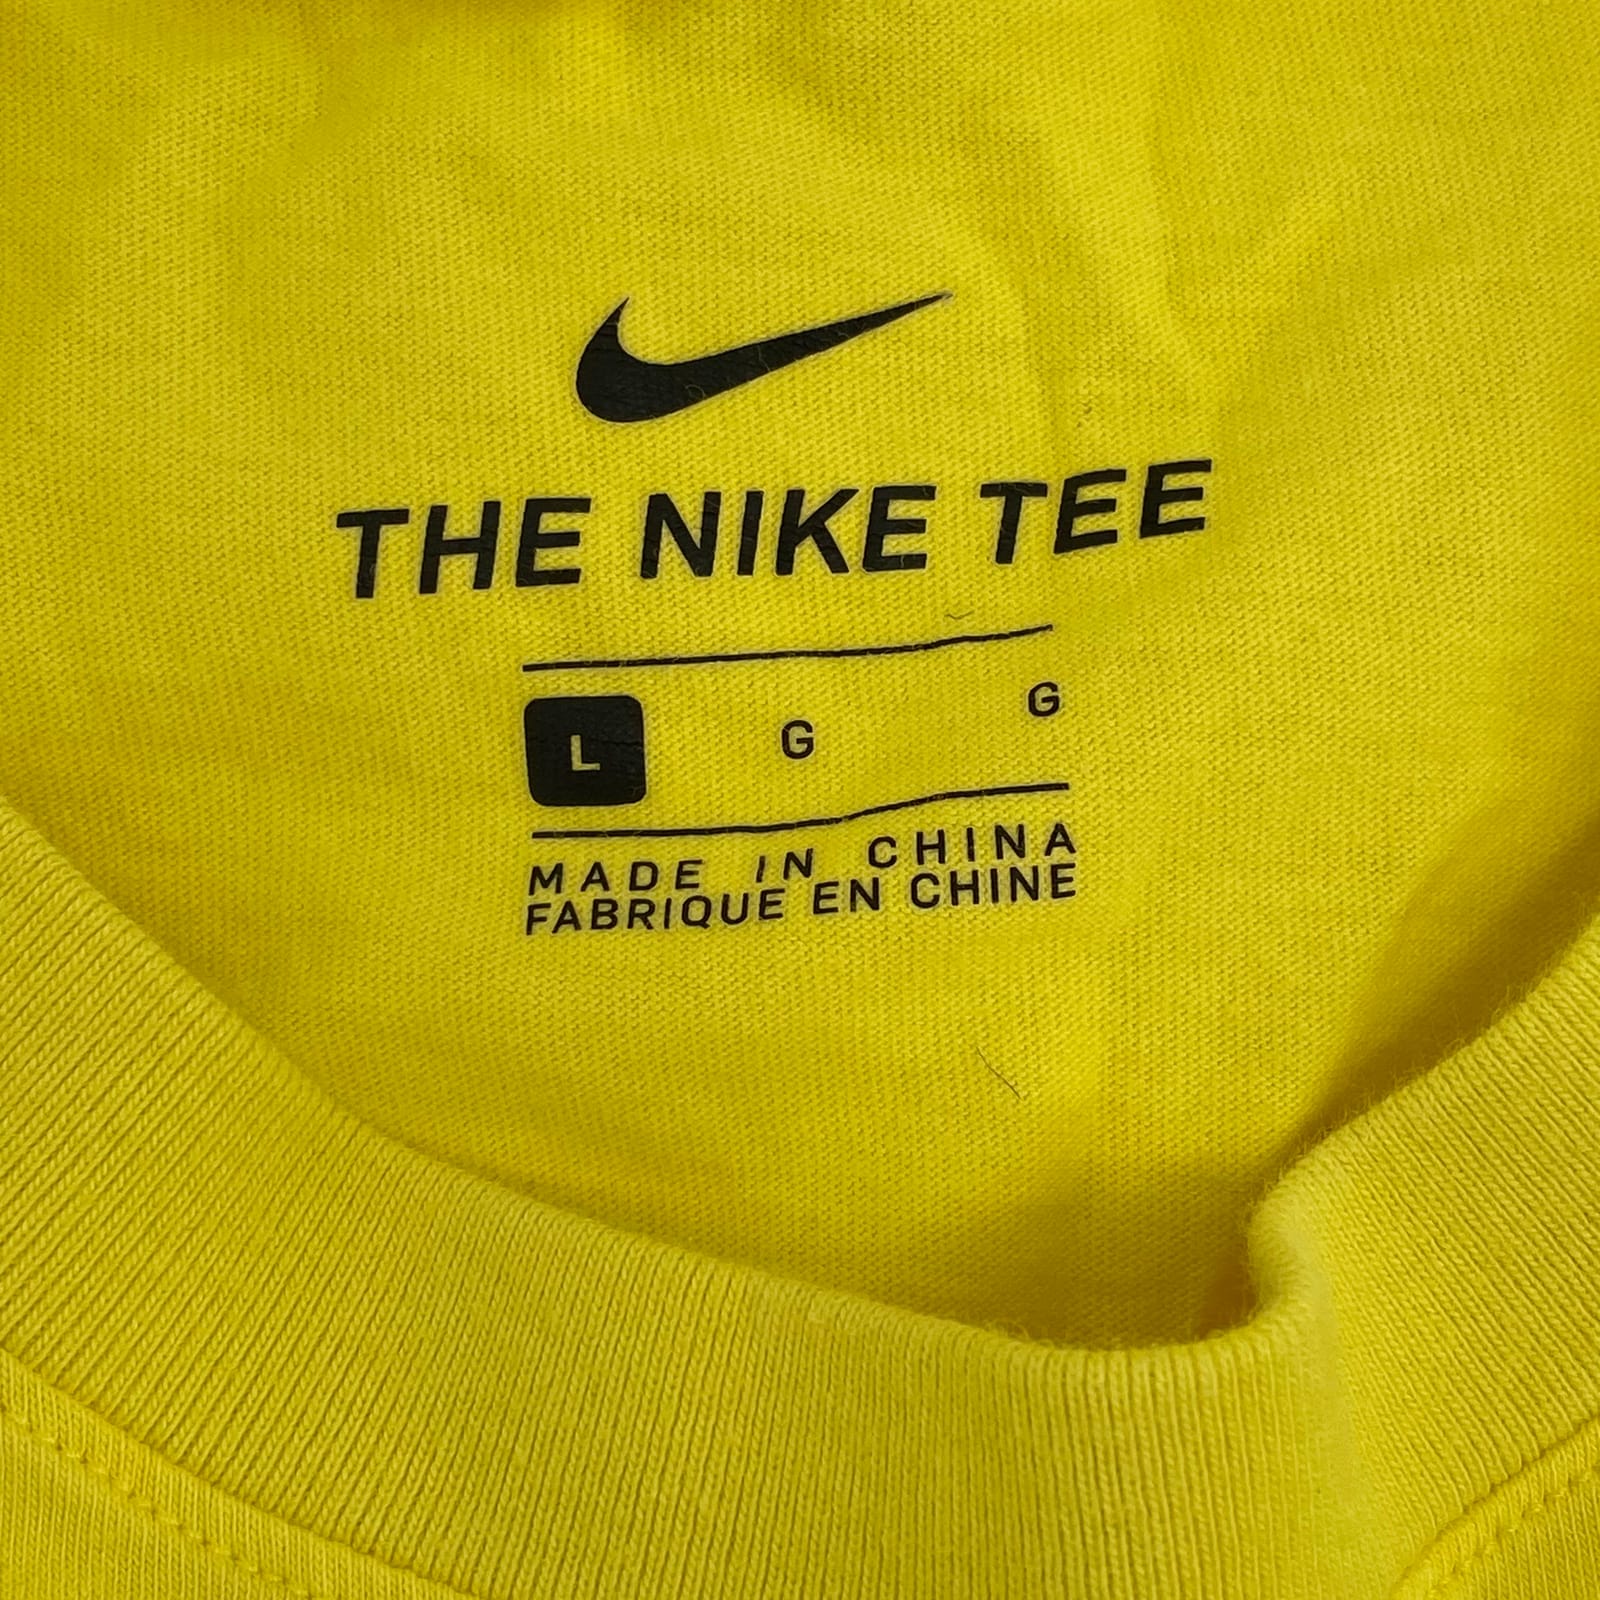 THE NIKE TEE
L G G
MADE IN CHINA
FABRIQUE EN CHINE